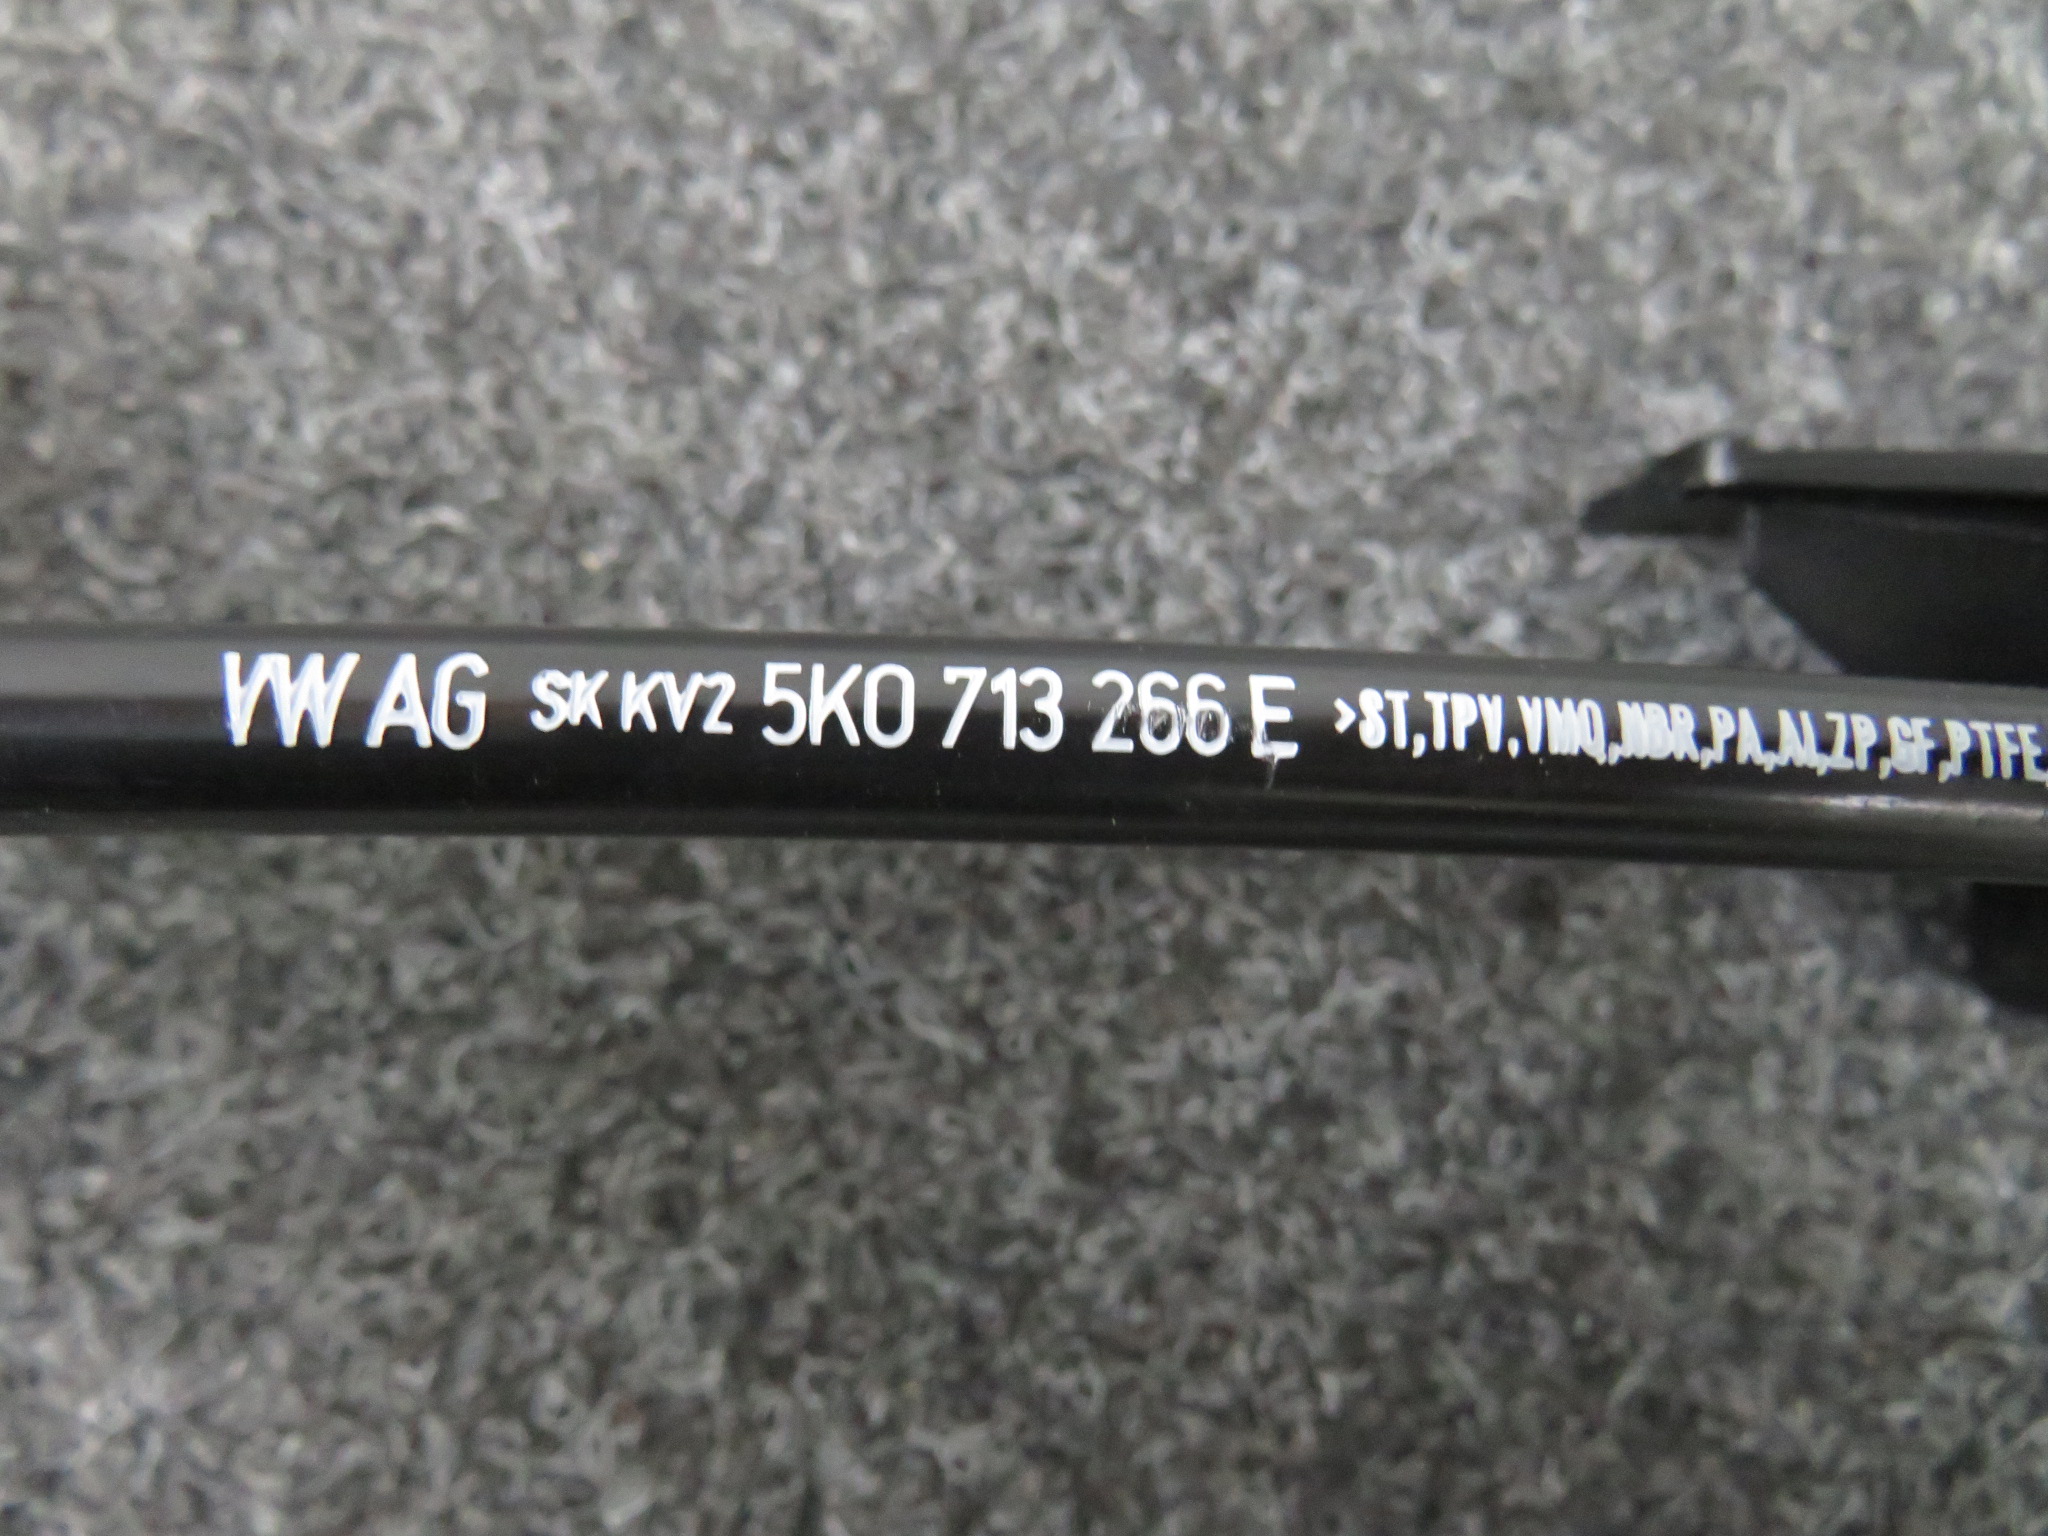 VW AG SK KV2 5K0 713 266 E >ST,TPV,VMQ,NBR,PA,Al,ZP,GF,PTFE,